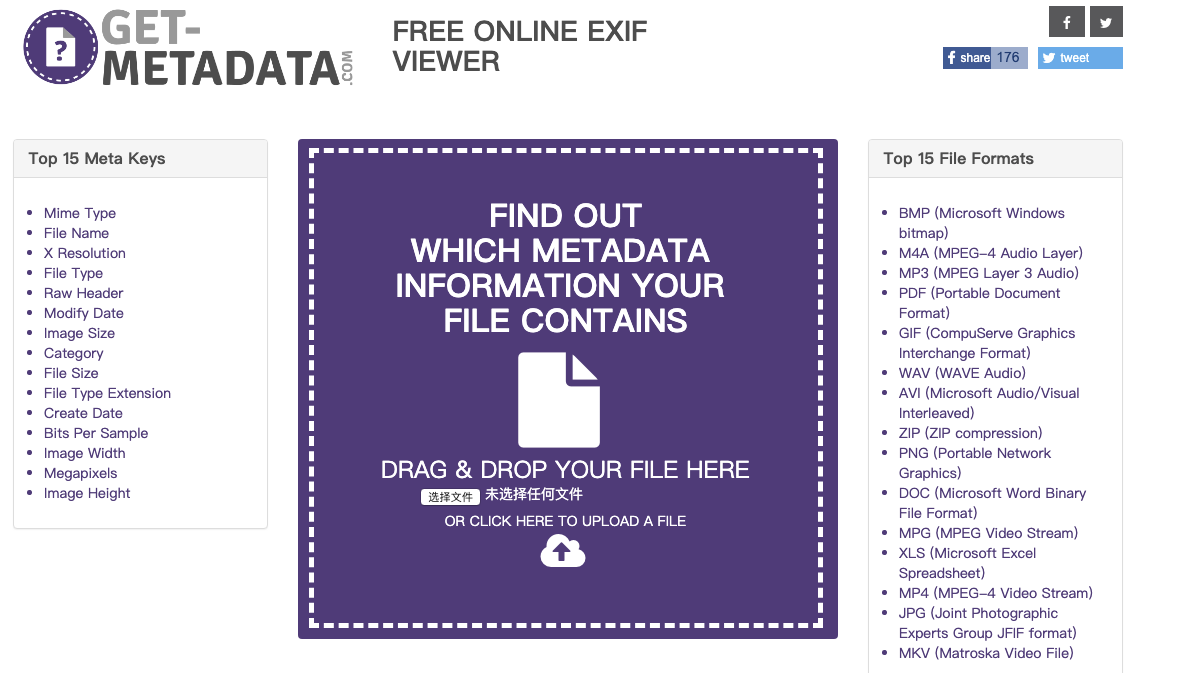 GET-
METADATA
.COM
?
FREE ONLINE EXIF
VIEWER
share 176
tweet
Top 15 Meta Keys
Mime Type
File Name
X Resolution
File Type
Raw Header
Modify Date
Image Size
Category
File Size
File Type Extension
Create Date
Bits Per Sample
Image Width
Megapixels
Image Height
FIND OUT
WHICH METADATA
INFORMATION YOUR
FILE CONTAINS
DRAG & DROP YOUR FILE HERE
选择文件 未选择任何文件
OR CLICK HERE TO UPLOAD A FILE
Top 15 File Formats
BMP (Microsoft Windows
bitmap)
M4A (MPEG-4 Audio Layer)
MP3 (MPEG Layer 3 Audio)
PDF (Portable Document
Format)
GIF (CompuServe Graphics
Interchange Format)
WAV (WAVE Audio)
AVI (Microsoft Audio/Visual
Interleaved)
ZIP (ZIP compression)
PNG (Portable Network
Graphics)
DOC (Microsoft Word Binary
File Format)
MPG (MPEG Video Stream)
XLS (Microsoft Excel
Spreadsheet)
MP4 (MPEG-4 Video Stream)
JPG (Joint Photographic
Experts Group JFIF format)
MKV (Matroska Video File)